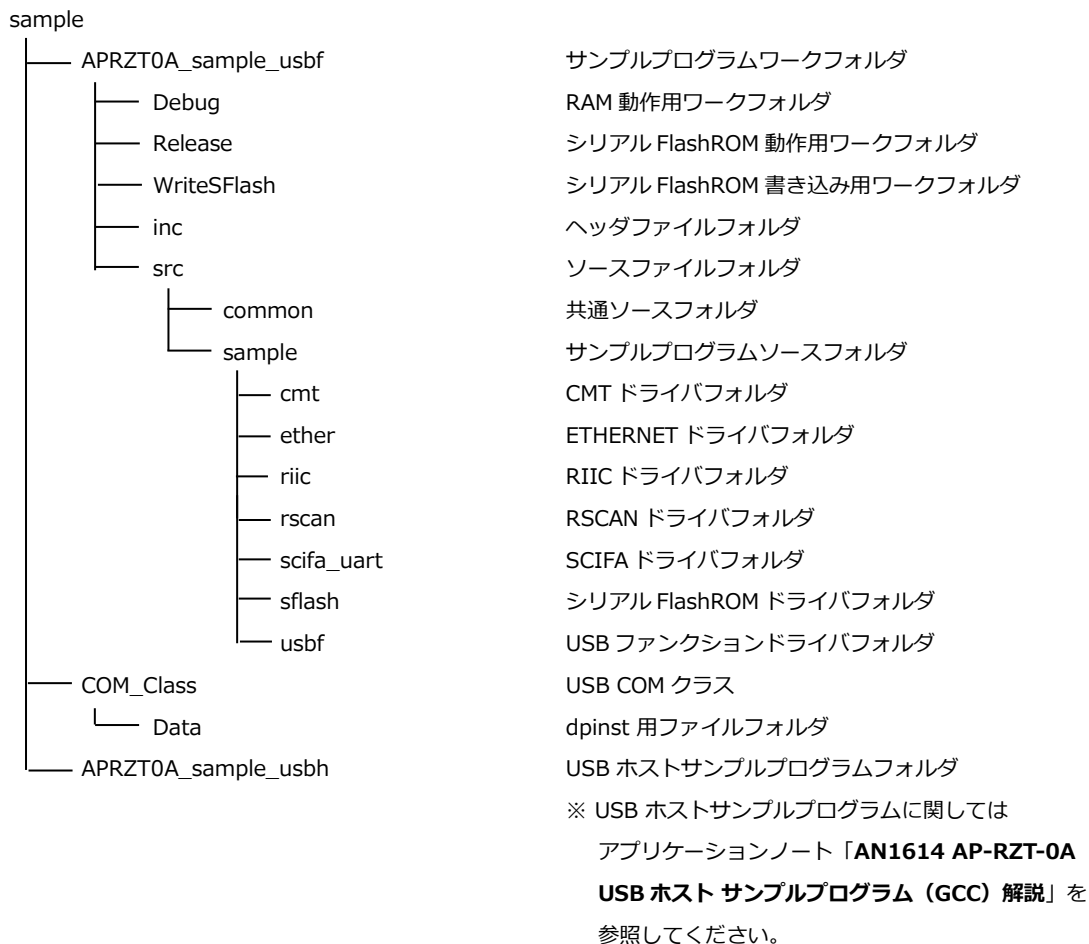 sample
APRZT0A_sample_usbf サンプルプログラムワークフォルダ
Debug RAM 動作用ワークフォルダ
Release シリアル FlashROM 動作用ワークフォルダ
WriteSFlash シリアル FlashROM 書き込み用ワークフォルダ
inc ヘッダファイルフォルダ
src ソースファイルフォルダ
common 共通ソースフォルダ
sample サンプルプログラムソースフォルダ
cmt CMT ドライバフォルダ
ether ETHERNET ドライバフォルダ
riic RIIC ドライバフォルダ
rscan RSCAN ドライバフォルダ
scifa_uart SCIFA ドライバフォルダ
sflash シリアル FlashROM ドライバフォルダ
usbf USB ファンクションドライバフォルダ
COM_Class USB COM クラス
Data dpinst 用ファイルフォルダ
APRZT0A_sample_usbh USB ホストサンプルプログラムフォルダ
※ USB ホストサンプルプログラムに関しては
アプリケーションノート「AN1614 AP-RZT-0A
USB ホスト サンプルプログラム（GCC）解説」を
参照してください。